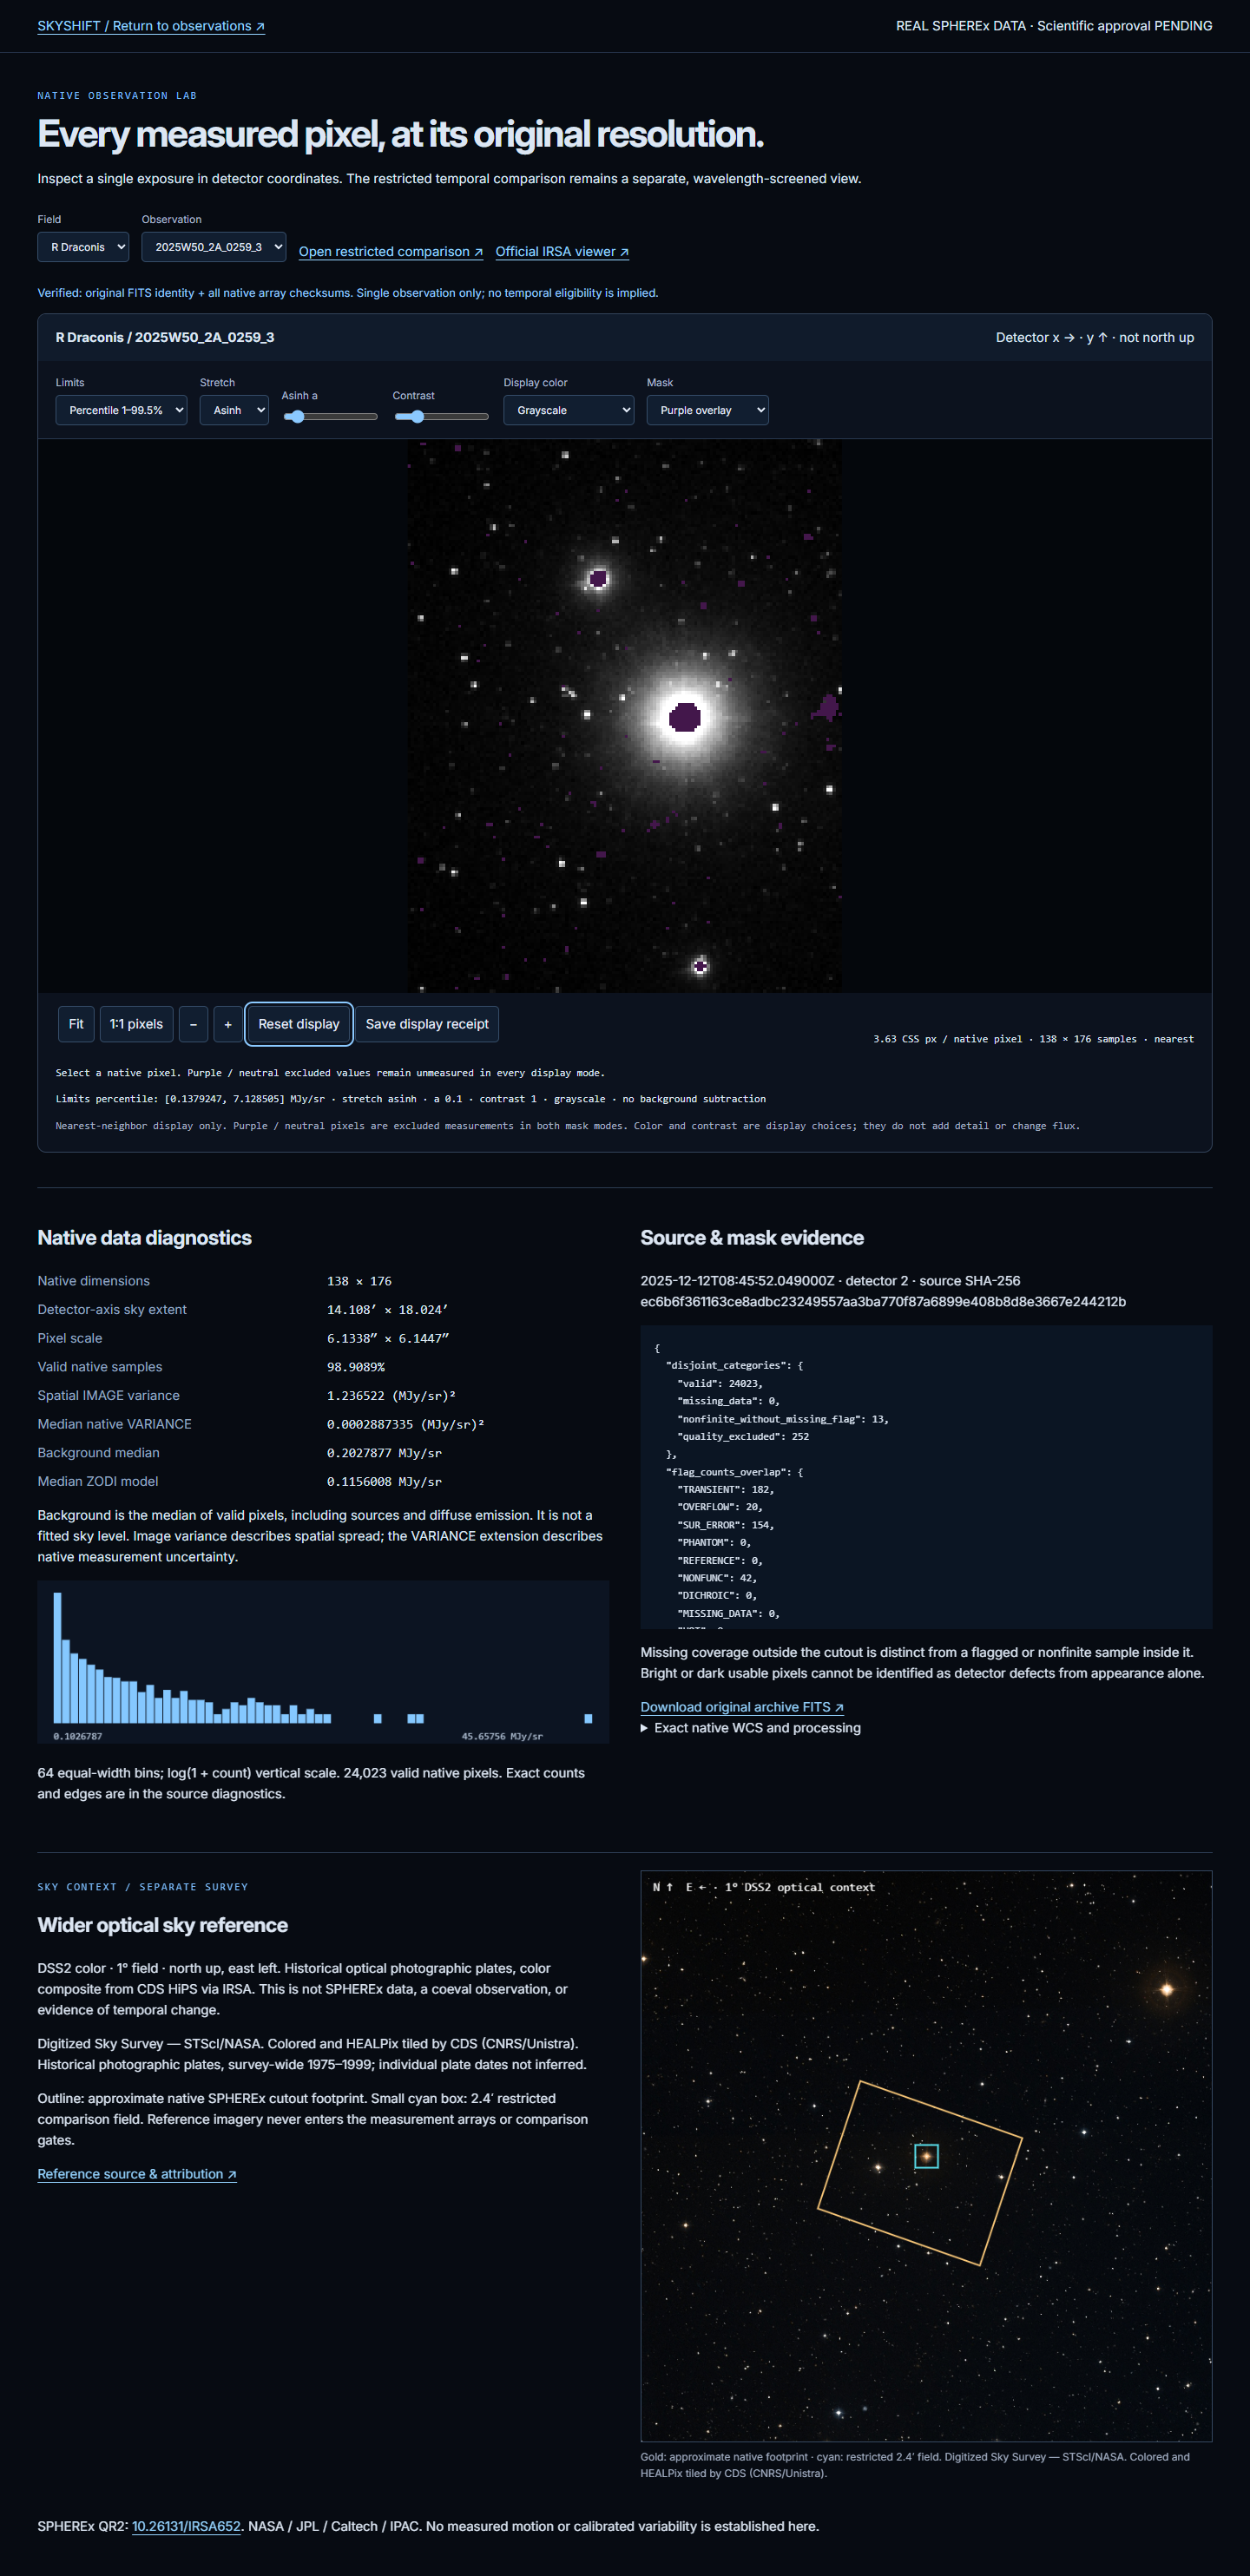 SKYSHIFT / Return to observations ↗
REAL SPHEREx DATA · Scientific approval PENDING
NATIVE OBSERVATION LAB
Every measured pixel, at its original resolution.
Inspect a single exposure in detector coordinates. The restricted temporal comparison remains a separate, wavelength-screened view.
Field
Observation
R Draconis
2025W50_2A_0259_3
Open restricted comparison ↗
Official IRSA viewer ↗
Verified: original FITS identity + all native array checksums. Single observation only; no temporal eligibility is implied.
R Draconis / 2025W50_2A_0259_3
Detector x → · y ↑ · not north up
Limits
Stretch
Asinh a
Contrast
Display color
Mask
Percentile 1–99.5%
Asinh
Grayscale
Purple overlay
Fit
1:1 pixels
−
+
Reset display
Save display receipt
3.63 CSS px / native pixel · 138 × 176 samples · nearest
Select a native pixel. Purple / neutral excluded values remain unmeasured in every display mode.
Limits percentile: [0.1379247, 7.128505] MJy/sr · stretch asinh · a 0.1 · contrast 1 · grayscale · no background subtraction
Nearest-neighbor display only. Purple / neutral pixels are excluded measurements in both mask modes. Color and contrast are display choices; they do not add detail or change flux.
Native data diagnostics
Native dimensions 138 × 176
Detector-axis sky extent 14.108′ × 18.024′
Pixel scale 6.1338″ × 6.1447″
Valid native samples 98.9089%
Spatial IMAGE variance 1.236522 (MJy/sr)²
Median native VARIANCE 0.0002887335 (MJy/sr)²
Background median 0.2027877 MJy/sr
Median ZODI model 0.1156008 MJy/sr
Background is the median of valid pixels, including sources and diffuse emission. It is not a
fitted sky level. Image variance describes spatial spread; the VARIANCE extension describes
native measurement uncertainty.
0.1026787
45.65756 MJy/sr
64 equal-width bins; log(1 + count) vertical scale. 24,023 valid native pixels. Exact counts
and edges are in the source diagnostics.
Source & mask evidence
2025-12-12T08:45:52.049000Z · detector 2 · source SHA-256
ec6b6f361163ce8adbc23249557aa3ba770f87a6899e408b8d8e3667e244212b
{
"disjoint_categories": {
"valid": 24023,
"missing_data": 0,
"nonfinite_without_missing_flag": 13,
"quality_excluded": 252
},
"flag_counts_overlap": {
"TRANSIENT": 182,
"OVERFLOW": 20,
"SUR_ERROR": 154,
"PHANTOM": 0,
"REFERENCE": 0,
"NONFUNC": 42,
"DICHROIC": 0,
"MISSING_DATA": 0,
Missing coverage outside the cutout is distinct from a flagged or nonfinite sample inside it.
Bright or dark usable pixels cannot be identified as detector defects from appearance alone.
Download original archive FITS ↗
▶ Exact native WCS and processing
SKY CONTEXT / SEPARATE SURVEY
Wider optical sky reference
DSS2 color · 1° field · north up, east left. Historical optical photographic plates, color
composite from CDS HiPS via IRSA. This is not SPHEREx data, a coeval observation, or
evidence of temporal change.
Digitized Sky Survey — STScI/NASA. Colored and HEALPix tiled by CDS (CNRS/Unistra).
Historical photographic plates, survey-wide 1975–1999; individual plate dates not inferred.
Outline: approximate native SPHEREx cutout footprint. Small cyan box: 2.4′ restricted
comparison field. Reference imagery never enters the measurement arrays or comparison
gates.
Reference source & attribution ↗
N ↑ E ← · 1° DSS2 optical context
Gold: approximate native footprint · cyan: restricted 2.4′ field. Digitized Sky Survey — STScI/NASA. Colored and
HEALPix tiled by CDS (CNRS/Unistra).
SPHEREx QR2: 10.26131/IRSA652. NASA / JPL / Caltech / IPAC. No measured motion or calibrated variability is established here.